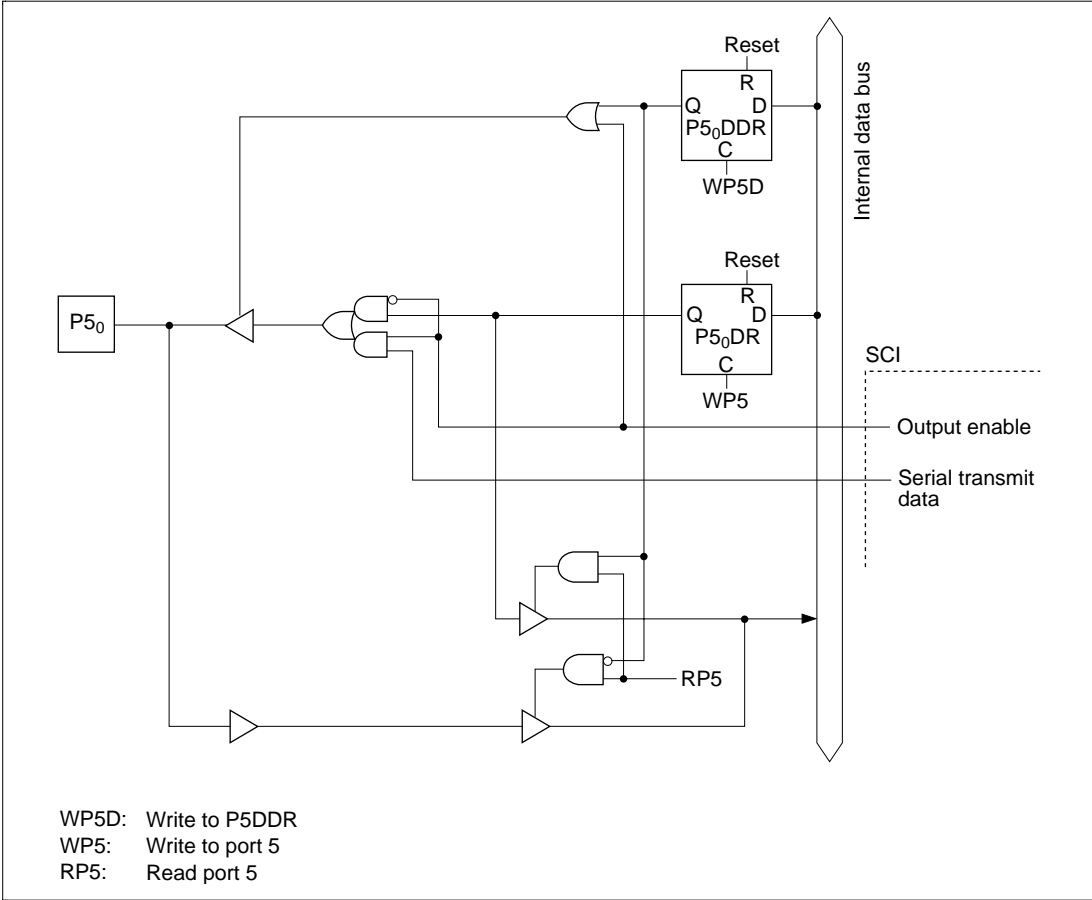 Reset
R
Q D
P5₀DDR
C
WP5D
Internal data bus
Reset
R
Q D
P5₀DR
C
WP5
P5₀
SCI
Output enable
Serial transmit
data
RP5
WP5D: Write to P5DDR
WP5: Write to port 5
RP5: Read port 5